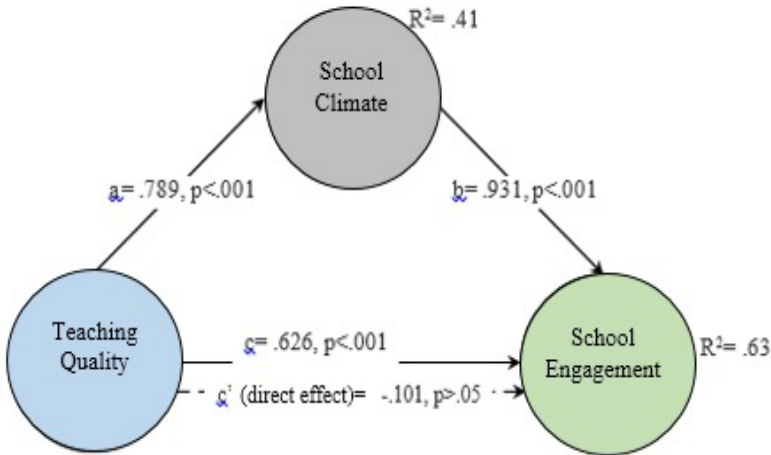 R²= .41
School
Climate
a= .789, p<.001
b= .931, p<.001
Teaching
Quality
c= .626, p<.001
School
Engagement
R²= .63
c' (direct effect)= -.101, p>.05